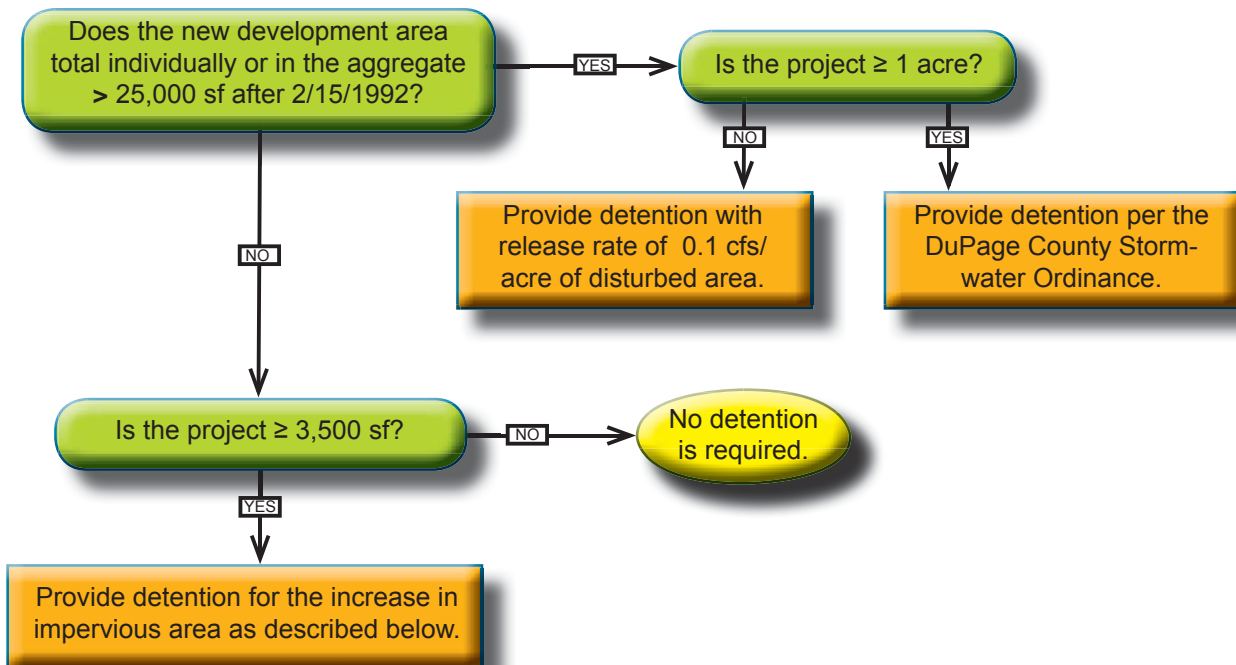 Does the new development area
total individually or in the aggregate
> 25,000 sf after 2/15/1992?
YES
Is the project ≥ 1 acre?
NO
YES
Provide detention with
release rate of 0.1 cfs/
acre of disturbed area.
Provide detention per the
DuPage County Storm-
water Ordinance.
NO
Is the project ≥ 3,500 sf?
NO
No detention
is required.
YES
Provide detention for the increase in
impervious area as described below.